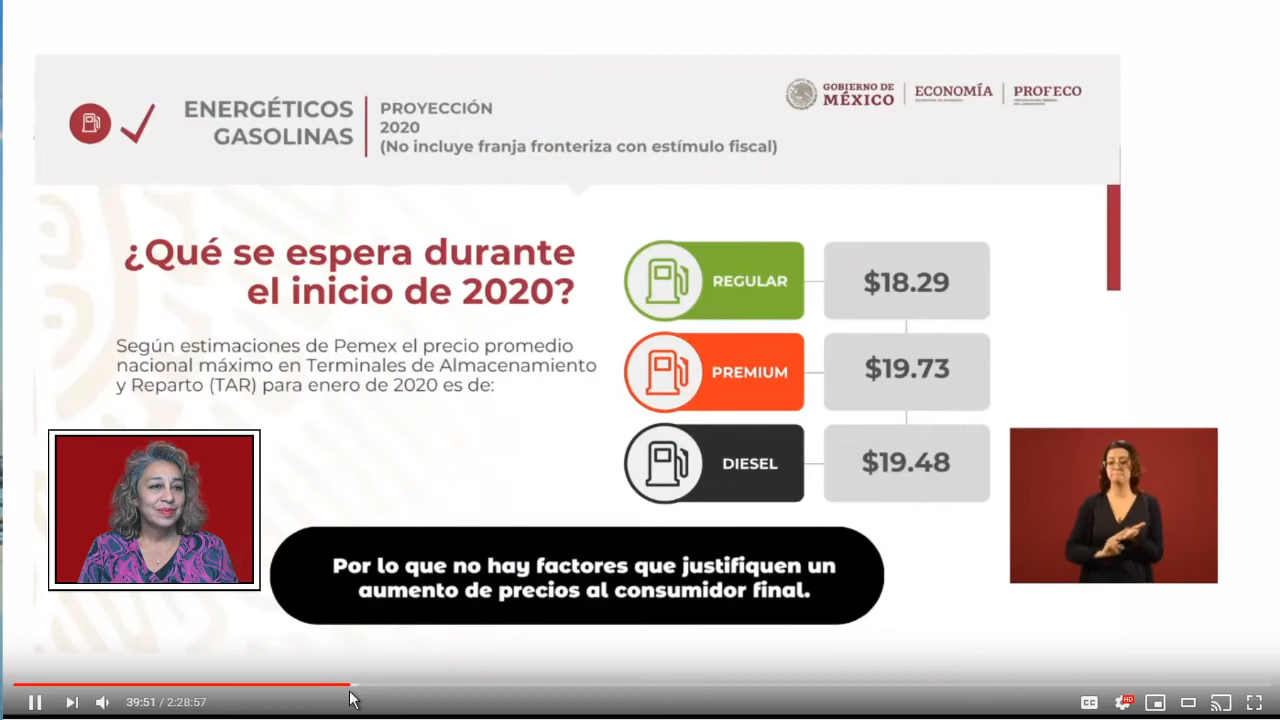 ENERGÉTICOS
GASOLINAS
PROYECCIÓN
2020
(No incluye franja fronteriza con estímulo fiscal)
GOBIERNO DE
MÉXICO
ECONOMÍA
PROFECO
¿Qué se espera durante
el inicio de 2020?
Según estimaciones de Pemex el precio promedio
nacional máximo en Terminales de Almacenamiento
y Reparto (TAR) para enero de 2020 es de:
REGULAR
$18.29
PREMIUM
$19.73
DIESEL
$19.48
Por lo que no hay factores que justifiquen un
aumento de precios al consumidor final.
39:51 / 2:28:57
CC
HD